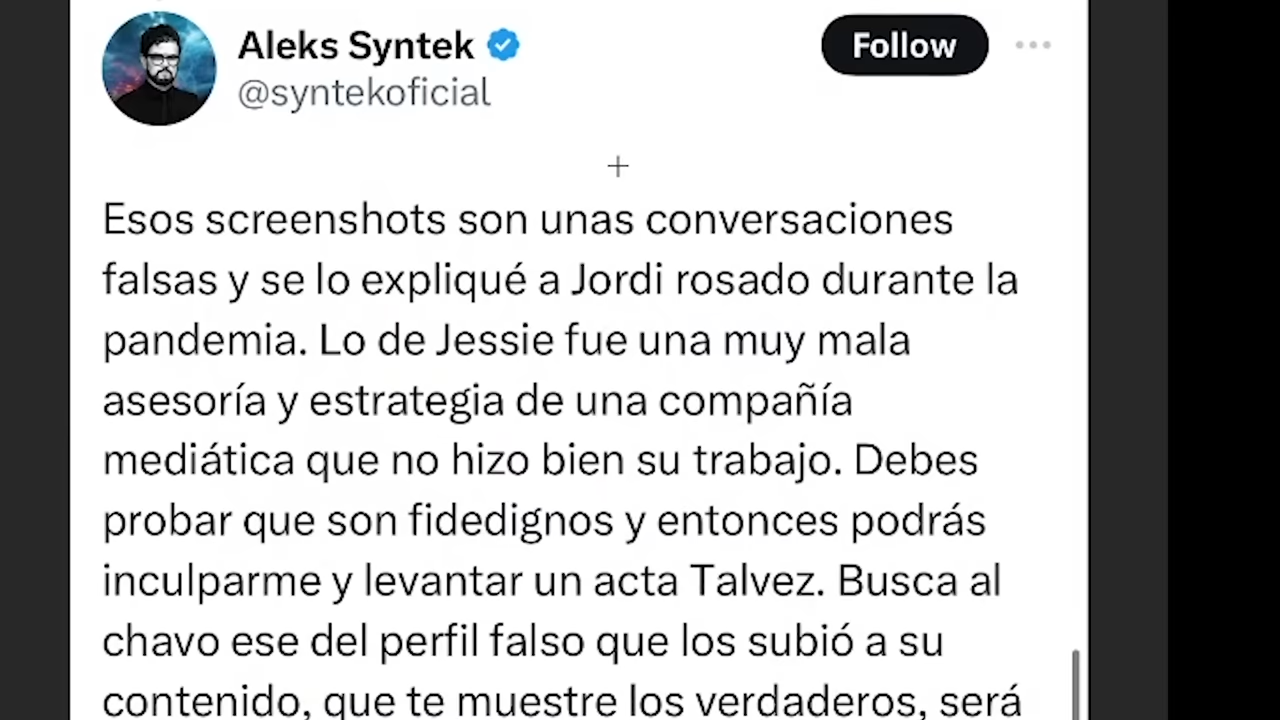 Aleks Syntek
Follow
@syntekoficial
Esos screenshots son unas conversaciones
falsas y se lo expliqué a Jordi rosado durante la
pandemia. Lo de Jessie fue una muy mala
asesoría y estrategia de una compañía
mediática que no hizo bien su trabajo. Debes
probar que son fidedignos y entonces podrás
inculparme y levantar un acta Talvez. Busca al
chavo ese del perfil falso que los subió a su
contenido, que te muestre los verdaderos, será